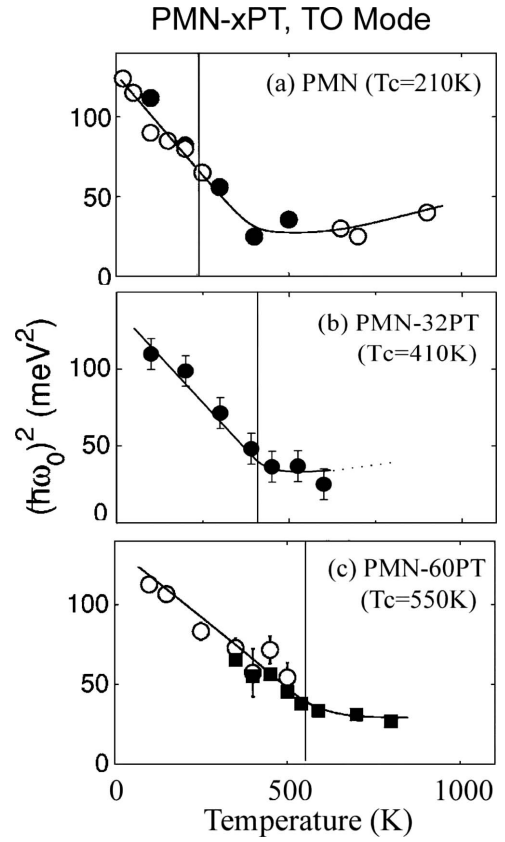 PMN-xPT, TO Mode
(a) PMN (Tc=210K)
100
50
0
(b) PMN-32PT
(Tc=410K)
100
50
0
(c) PMN-60PT
(Tc=550K)
100
50
0
(ħω₀)² (meV²)
0 500 1000
Temperature (K)